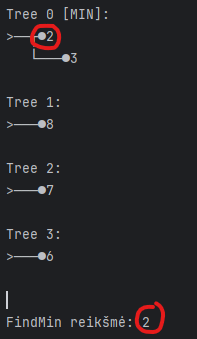 Tree 0 [MIN]:
>───●2
└───●3
Tree 1:
>───●8
Tree 2:
>───●7
Tree 3:
>───●6
FindMin reikšmė: 2